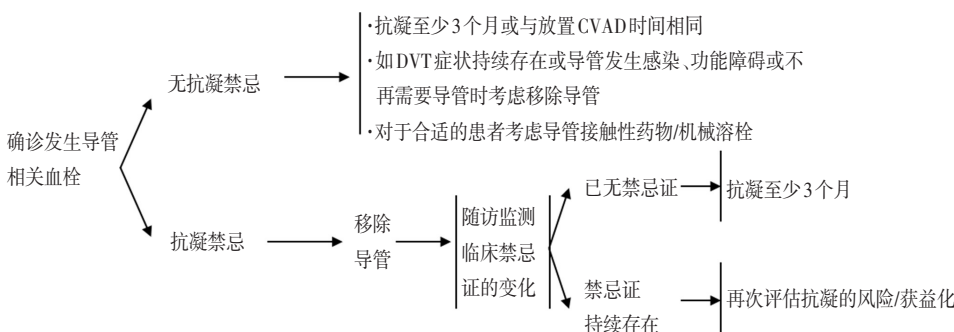 ·抗凝至少3个月或与放置CVAD时间相同
·如DVT症状持续存在或导管发生感染、功能障碍或不
再需要导管时考虑移除导管
·对于合适的患者考虑导管接触性药物/机械溶栓
无抗凝禁忌
确诊发生导管
相关血栓
抗凝禁忌
移除
导管
随访监测
临床禁忌
证的变化
已无禁忌证
抗凝至少3个月
禁忌证
持续存在
再次评估抗凝的风险/获益化